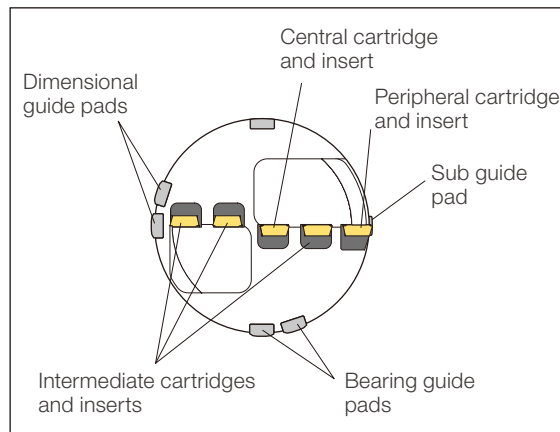 Central cartridge
and insert
Dimensional
guide pads
Peripheral cartridge
and insert
Sub guide
pad
Intermediate cartridges
and inserts
Bearing guide
pads